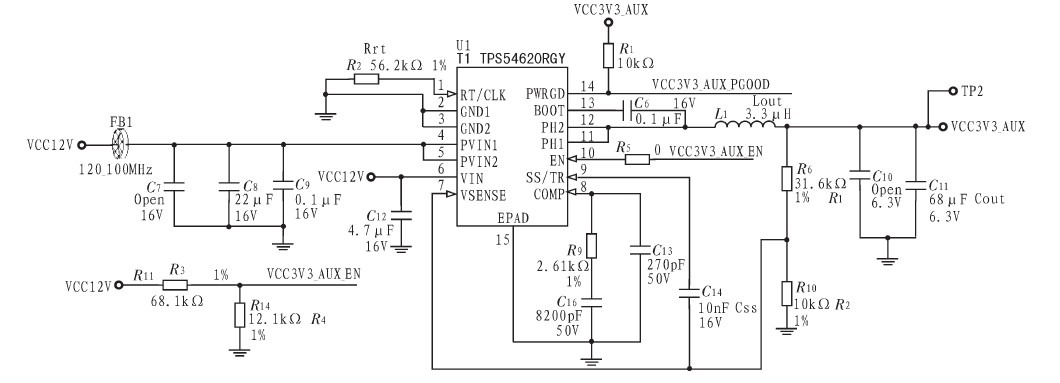 VCC3V3_AUX
U1
T1 TPS54620RGY
Rrt
R2 56.2kΩ 1%
R1
10kΩ
1
RT/CLK
PWRGD
14
VCC3V3_AUX_PGOOD
2
GND1
BOOT
13
C6
16V
0.1μF
3
GND2
PH2
12
Lout
L1
3.3μH
TP2
VCC3V3_AUX
FB1
VCC12V
120,100MHz
4
PVIN1
PH1
11
5
PVIN2
EN
10
R5
0
VCC3V3_AUX_EN
VCC12V
6
VIN
SS/TR
9
7
VSENSE
COMP
8
EPAD
15
C7
Open
16V
C8
22μF
16V
C9
0.1μF
16V
C12
4.7μF
16V
R6
31.6kΩ
1%
R1
C10
Open
6.3V
C11
68μF Cout
6.3V
R9
2.61kΩ
1%
C13
270pF
50V
C16
8200pF
50V
C14
10nF Css
16V
R10
10kΩ R2
1%
VCC12V
R11
R3
1%
68.1kΩ
VCC3V3_AUX_EN
R14
12.1kΩ R4
1%